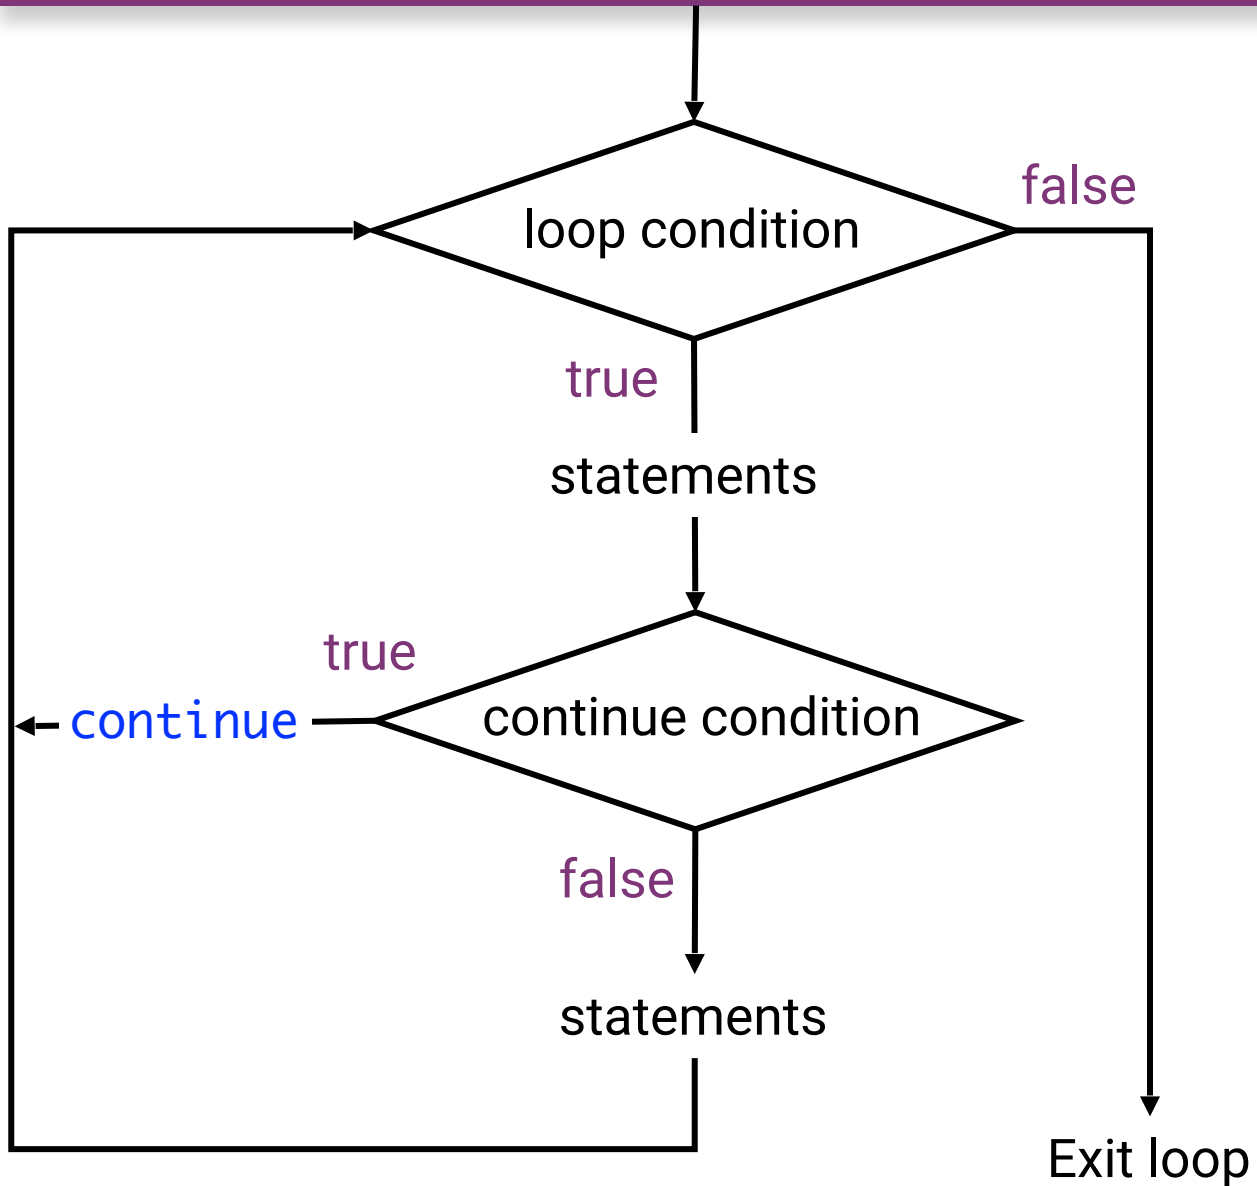 false
loop condition
true
statements
true
continue condition
continue
false
statements
Exit loop